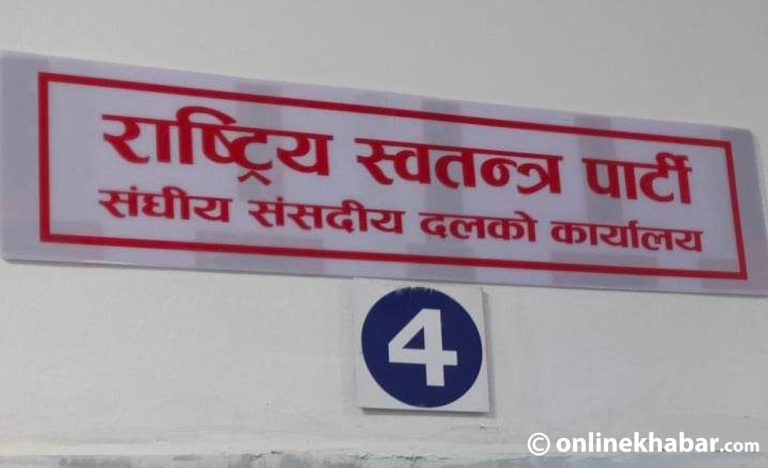 राष्ट्रिय स्वतन्त्र पार्टी
संघीय संसदीय दलको कार्यालय
4
© onlinekhabar.com